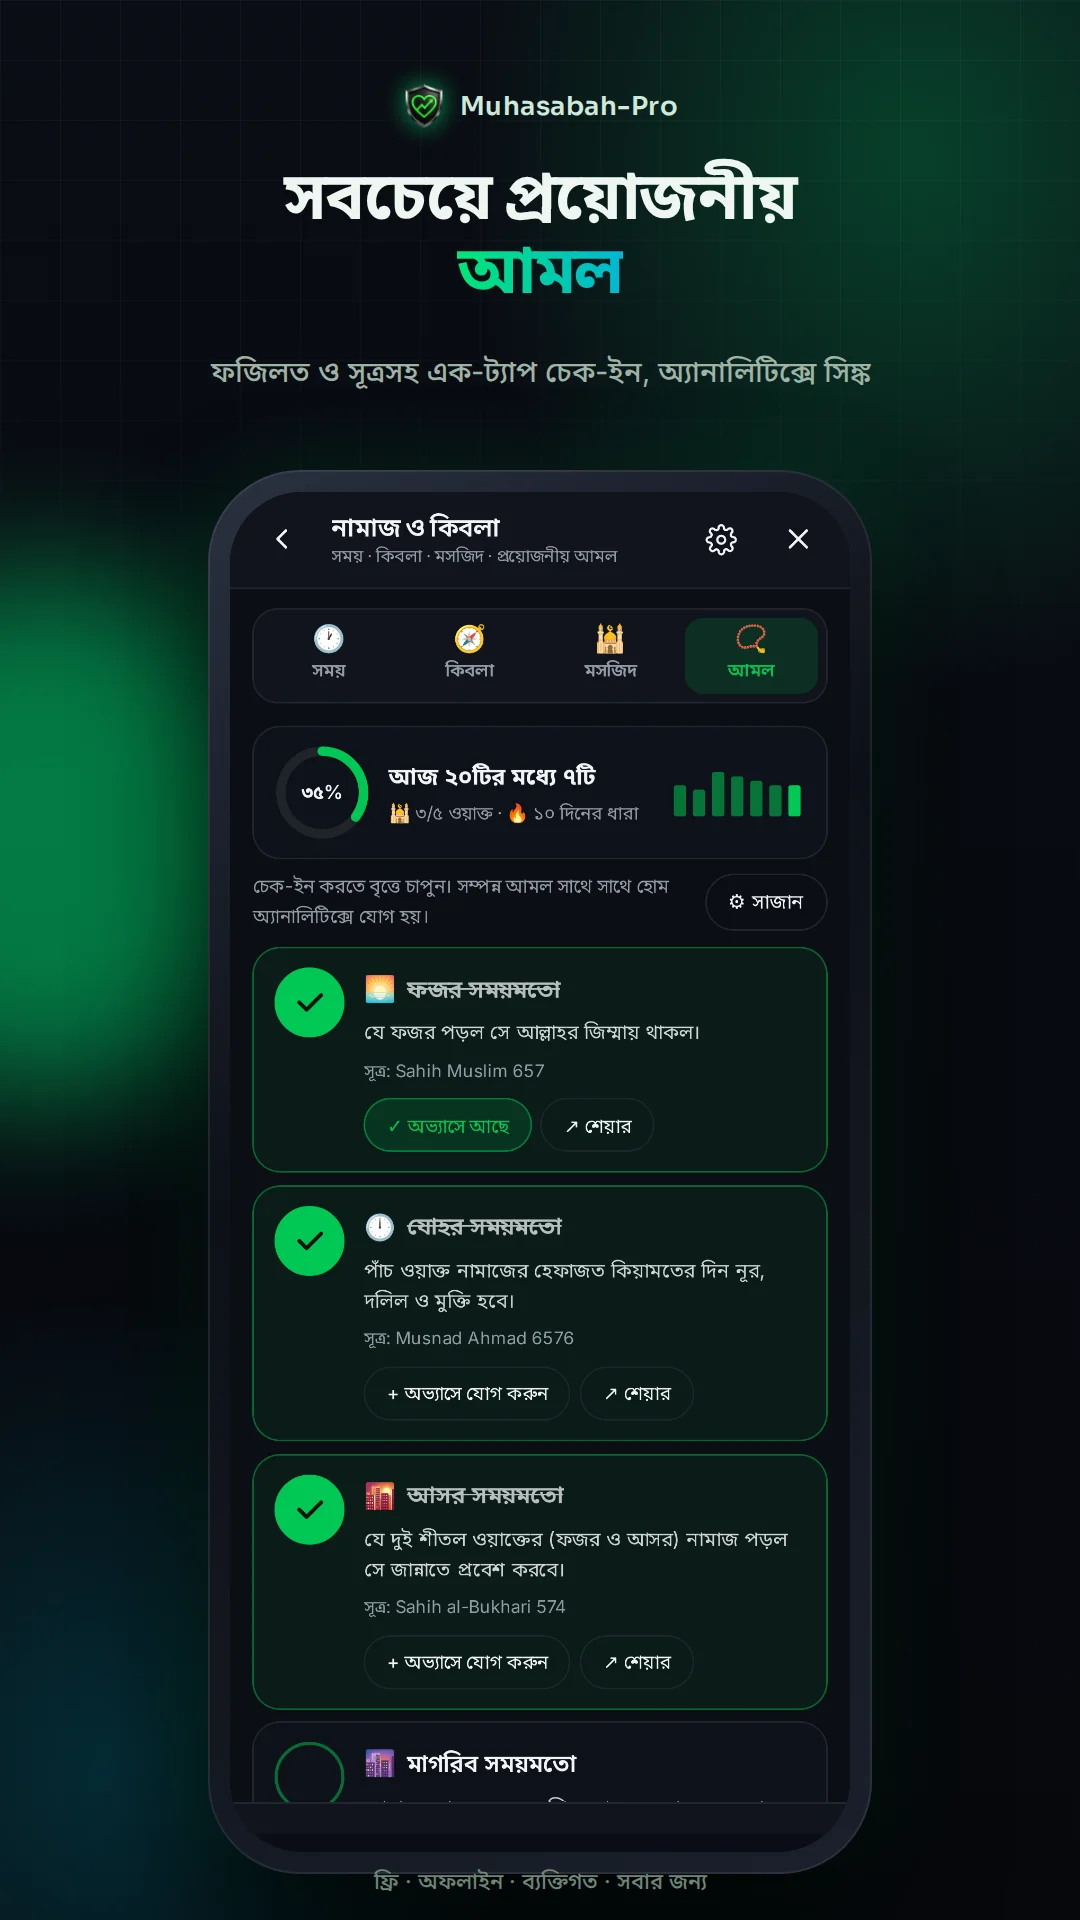 Muhasabah-Pro
সবচেয়ে প্রয়োজনীয়
আমল
ফজিলত ও সূত্রসহ এক-ট্যাপ চেক-ইন, অ্যানালিটিক্সে সিঙ্ক
নামাজ ও কিবলা
সময় · কিবলা · মসজিদ · প্রয়োজনীয় আমল
সময়
কিবলা
মসজিদ
আমল
৩৫%
আজ ২০টির মধ্যে ৭টি
🕌 ৩/৫ ওয়াক্ত · 🔥 ১০ দিনের ধারা
চেক-ইন করতে বৃত্তে চাপুন। সম্পন্ন আমল সাথে সাথে হোম
অ্যানালিটিক্সে যোগ হয়।
⚙ সাজান
ফজর সময়মতো
যে ফজর পড়ল সে আল্লাহর জিম্মায় থাকল।
সূত্র: Sahih Muslim 657
✓ অভ্যাসে আছে
↗ শেয়ার
যোহর সময়মতো
পাঁচ ওয়াক্ত নামাজের হেফাজত কিয়ামতের দিন নূর,
দলিল ও মুক্তি হবে।
সূত্র: Musnad Ahmad 6576
+ অভ্যাসে যোগ করুন
↗ শেয়ার
আসর সময়মতো
যে দুই শীতল ওয়াক্তের (ফজর ও আসর) নামাজ পড়ল
সে জান্নাতে প্রবেশ করবে।
সূত্র: Sahih al-Bukhari 574
+ অভ্যাসে যোগ করুন
↗ শেয়ার
মাগরিব সময়মতো
ফ্রি · অফলাইন · ব্যক্তিগত · সবার জন্য